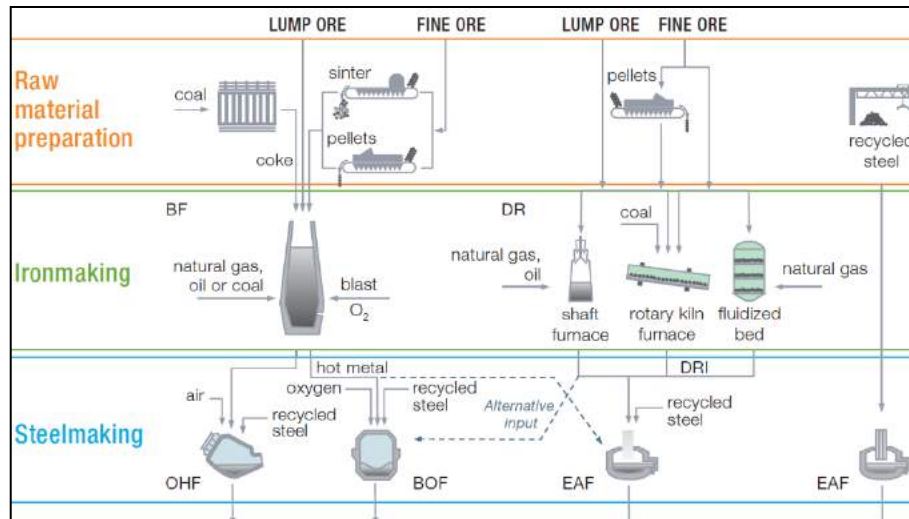 LUMP ORE
FINE ORE
LUMP ORE
FINE ORE
Raw
material
preparation
coal
sinter
pellets
coke
pellets
recycled
steel
BF
DR
Ironmaking
natural gas,
oil or coal
blast
O₂
natural gas,
oil
coal
natural gas
shaft
furnace
rotary kiln
furnace
fluidized
bed
hot metal
DRI
Steelmaking
air
recycled
steel
oxygen
recycled
steel
Alternative
input
recycled
steel
OHF
BOF
EAF
EAF